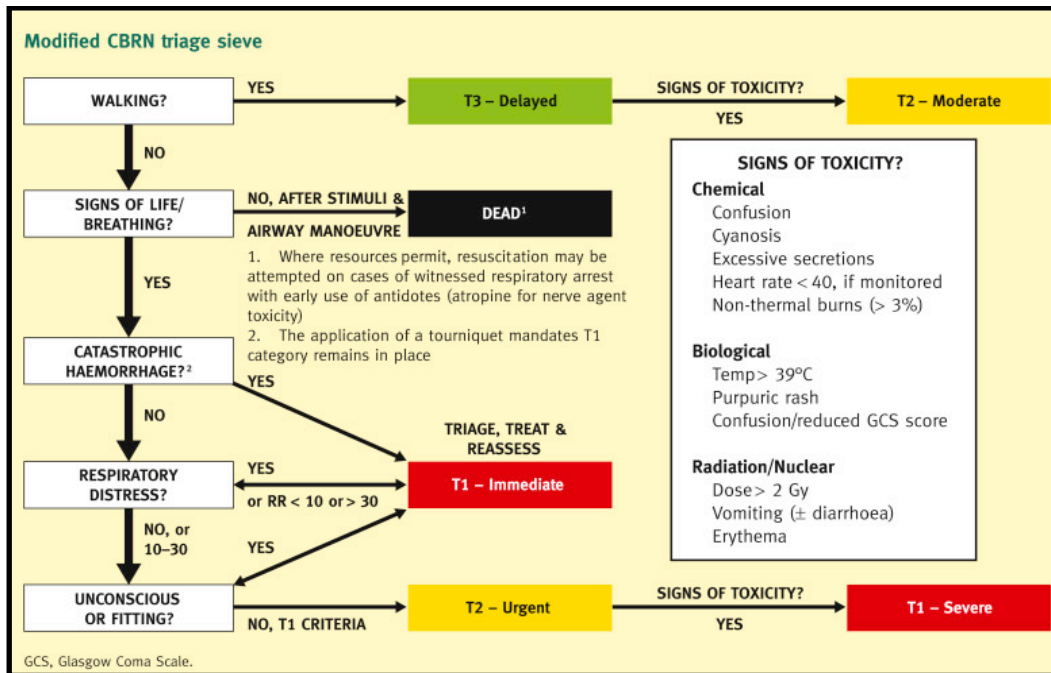 Modified CBRN triage sieve
WALKING?
YES
T3 – Delayed
SIGNS OF TOXICITY?
YES
T2 – Moderate
NO
SIGNS OF LIFE/
BREATHING?
NO, AFTER STIMULI &
AIRWAY MANOEUVRE
DEAD¹
1. Where resources permit, resuscitation may be
attempted on cases of witnessed respiratory arrest
with early use of antidotes (atropine for nerve agent
toxicity)
2. The application of a tourniquet mandates T1
category remains in place
YES
CATASTROPHIC
HAEMORRHAGE?²
YES
NO
TRIAGE, TREAT &
REASSESS
RESPIRATORY
DISTRESS?
YES
or RR < 10 or > 30
T1 – Immediate
NO, or
10–30
YES
UNCONSCIOUS
OR FITTING?
NO, T1 CRITERIA
T2 – Urgent
SIGNS OF TOXICITY?
YES
T1 – Severe
SIGNS OF TOXICITY?
Chemical
Confusion
Cyanosis
Excessive secretions
Heart rate < 40, if monitored
Non-thermal burns (> 3%)
Biological
Temp> 39°C
Purpuric rash
Confusion/reduced GCS score
Radiation/Nuclear
Dose> 2 Gy
Vomiting (± diarrhoea)
Erythema
GCS, Glasgow Coma Scale.